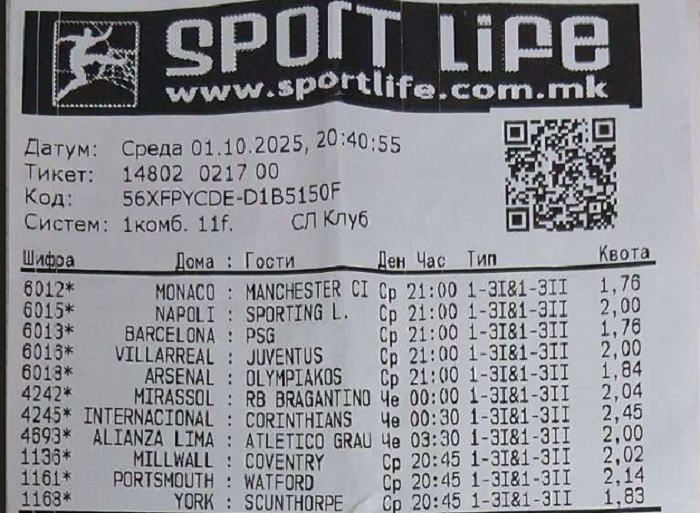 SPORT LIFE
www.sportlife.com.mk
Датум: Среда 01.10.2025, 20:40:55
Тикет: 14802 0217 00
Код: 56XFPYCDE-D1B5150F
Систем: 1комб. 11f. СЛ Клуб
Шифра Дома : Гости Ден Час Тип Квота
6012* MONACO : MANCHESTER CI Ср 21:00 1-3I&1-3II 1,76
6015* NAPOLI : SPORTING L. Ср 21:00 1-3I&1-3II 2,00
6013* BARCELONA : PSG Ср 21:00 1-3I&1-3II 1,76
6016* VILLARREAL : JUVENTUS Ср 21:00 1-3I&1-3II 2,00
6018* ARSENAL : OLYMPIAKOS Ср 21:00 1-3I&1-3II 1,84
4242* MIRASSOL : RB BRAGANTINO Че 00:00 1-3I&1-3II 2,04
4245* INTERNACIONAL : CORINTHIANS Че 00:30 1-3I&1-3II 2,45
4693* ALIANZA LIMA : ATLETICO GRAU Че 03:30 1-3I&1-3II 2,00
1136* MILLWALL : COVENTRY Ср 20:45 1-3I&1-3II 2,02
1161* PORTSMOUTH : WATFORD Ср 20:45 1-3I&1-3II 2,14
1168* YORK : SCUNTHORPE Ср 20:45 1-3I&1-3II 1,83